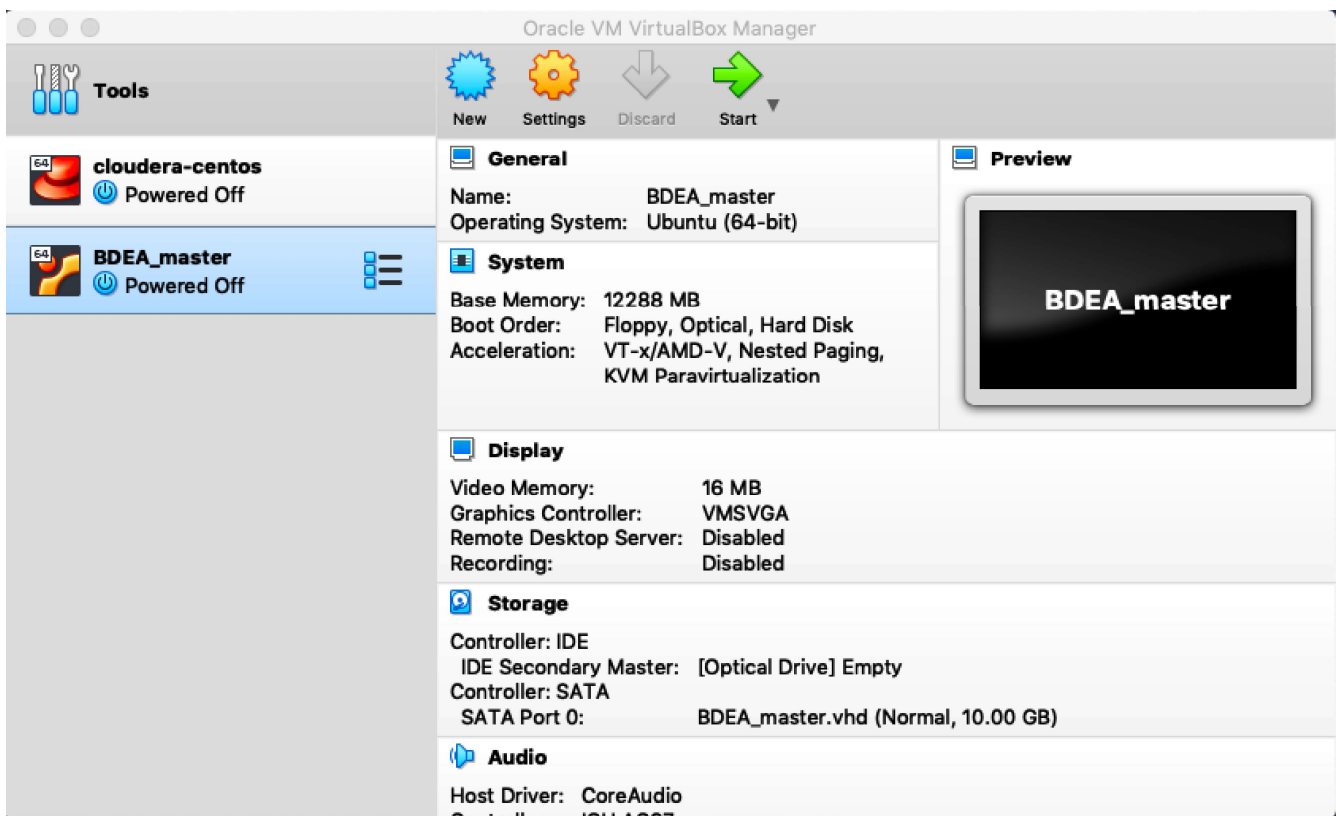 Oracle VM VirtualBox Manager
Tools
New
Settings
Discard
Start
64
cloudera-centos
Powered Off
64
BDEA_master
Powered Off
General
Name: BDEA_master
Operating System: Ubuntu (64-bit)
Preview
BDEA_master
System
Base Memory: 12288 MB
Boot Order: Floppy, Optical, Hard Disk
Acceleration: VT-x/AMD-V, Nested Paging,
KVM Paravirtualization
Display
Video Memory: 16 MB
Graphics Controller: VMSVGA
Remote Desktop Server: Disabled
Recording: Disabled
Storage
Controller: IDE
IDE Secondary Master: [Optical Drive] Empty
Controller: SATA
SATA Port 0: BDEA_master.vhd (Normal, 10.00 GB)
Audio
Host Driver: CoreAudio